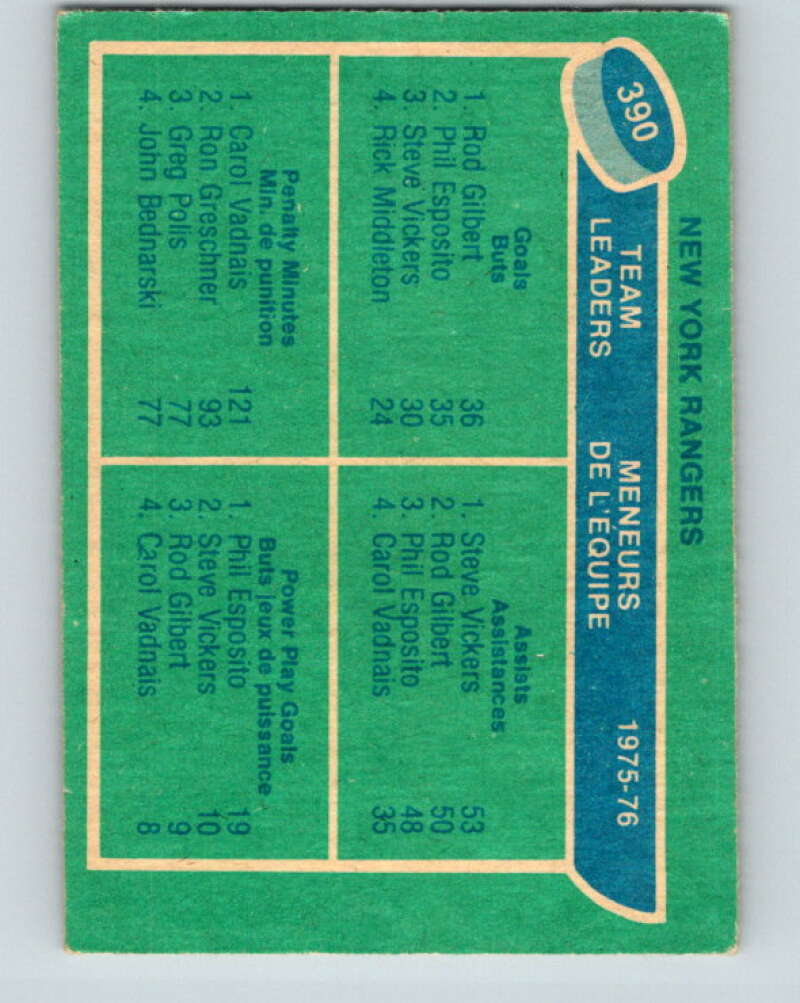 NEW YORK RANGERS
390
TEAM LEADERS
MENEURS DE L'ÉQUIPE
1975-76
Goals
Buts
1. Rod Gilbert 36
2. Phil Esposito 35
3. Steve Vickers 30
4. Rick Middleton 24
Assists
Assistances
1. Steve Vickers 53
2. Rod Gilbert 50
3. Phil Esposito 48
4. Carol Vadnais 35
Penalty Minutes
Min. de punition
1. Carol Vadnais 121
2. Ron Greschner 93
3. Greg Polis 77
4. John Bednarski 77
Power Play Goals
Buts jeux de puissance
1. Phil Esposito 19
2. Steve Vickers 10
3. Rod Gilbert 9
4. Carol Vadnais 8